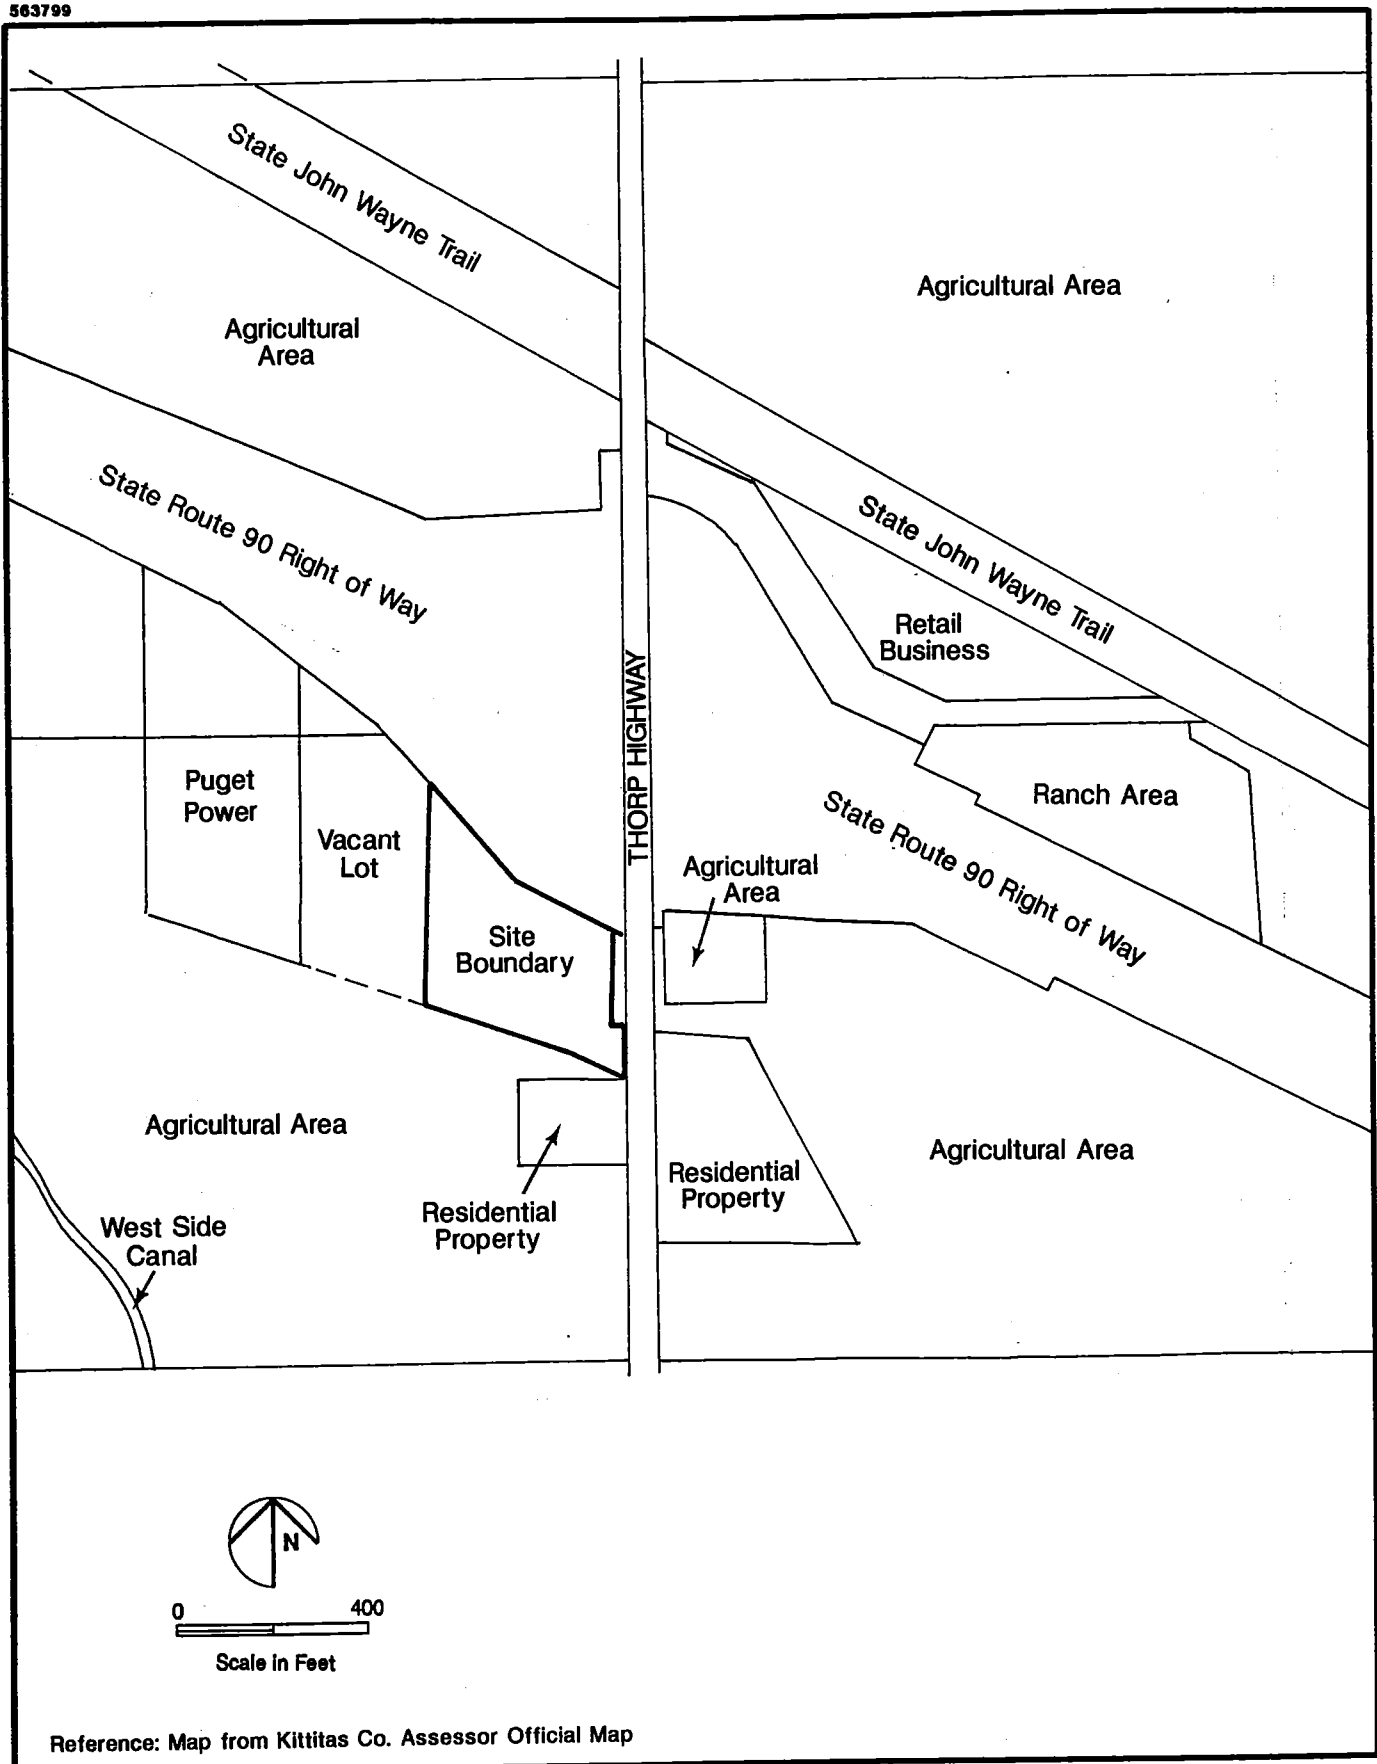 563799
State John Wayne Trail
Agricultural Area
Agricultural
Area
State Route 90 Right of Way
State John Wayne Trail
Retail
Business
THORP HIGHWAY
Puget
Power
Ranch Area
Vacant
Lot
State Route 90 Right of Way
Agricultural
Area
Site
Boundary
Agricultural Area
Agricultural Area
Residential
Property
Residential
Property
West Side
Canal
N
0 400
Scale in Feet
Reference: Map from Kittitas Co. Assessor Official Map